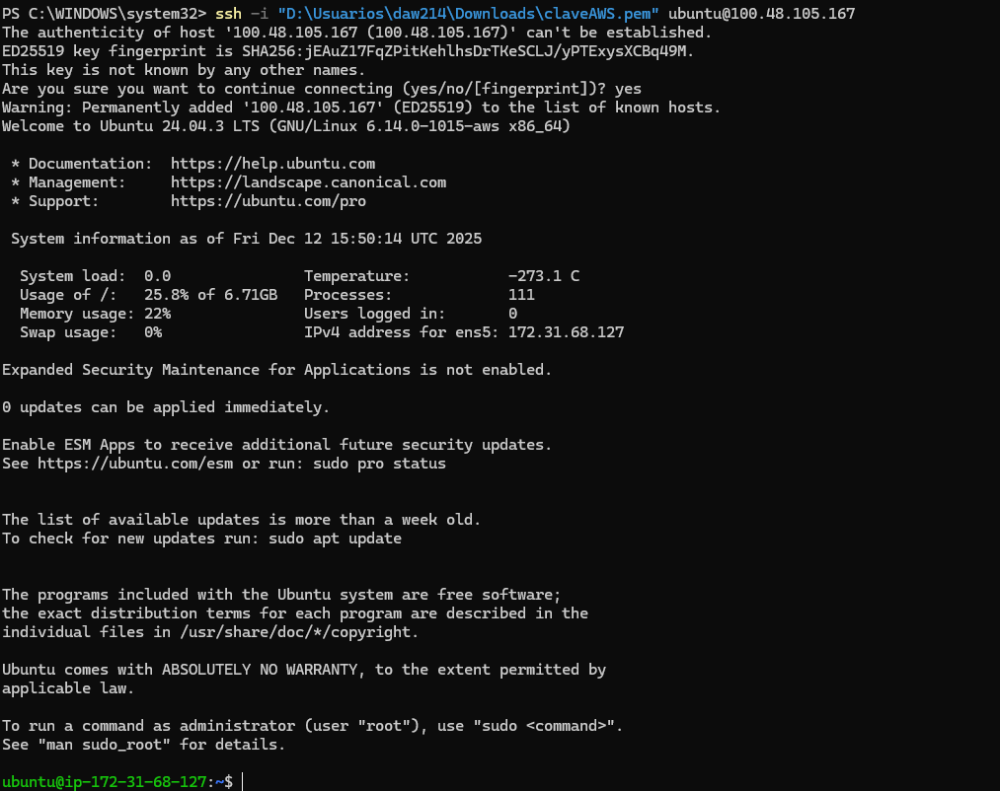 PS C:\WINDOWS\system32> ssh -i "D:\Usuarios\daw214\Downloads\claveAWS.pem" ubuntu@100.48.105.167
The authenticity of host '100.48.105.167 (100.48.105.167)' can't be established.
ED25519 key fingerprint is SHA256:jEAuZ17FqZPitKehlhsDrTKeSCLJ/yPTExysXCBq49M.
This key is not known by any other names.
Are you sure you want to continue connecting (yes/no/[fingerprint])? yes
Warning: Permanently added '100.48.105.167' (ED25519) to the list of known hosts.
Welcome to Ubuntu 24.04.3 LTS (GNU/Linux 6.14.0-1015-aws x86_64)

 * Documentation:  https://help.ubuntu.com
 * Management:     https://landscape.canonical.com
 * Support:        https://ubuntu.com/pro

 System information as of Fri Dec 12 15:50:14 UTC 2025

  System load:  0.0               Temperature:           -273.1 C
  Usage of /:   25.8% of 6.71GB   Processes:             111
  Memory usage: 22%               Users logged in:       0
  Swap usage:   0%                IPv4 address for ens5: 172.31.68.127

Expanded Security Maintenance for Applications is not enabled.

0 updates can be applied immediately.

Enable ESM Apps to receive additional future security updates.
See https://ubuntu.com/esm or run: sudo pro status

The list of available updates is more than a week old.
To check for new updates run: sudo apt update

The programs included with the Ubuntu system are free software;
the exact distribution terms for each program are described in the
individual files in /usr/share/doc/*/copyright.

Ubuntu comes with ABSOLUTELY NO WARRANTY, to the extent permitted by
applicable law.

To run a command as administrator (user "root"), use "sudo <command>".
See "man sudo_root" for details.

ubuntu@ip-172-31-68-127:~$